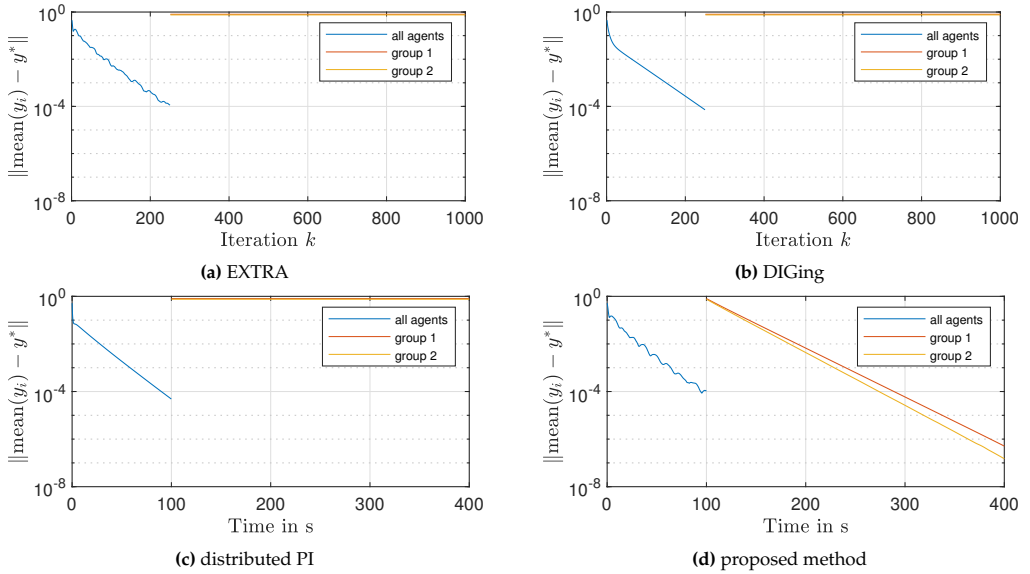 10^0
10^-4
10^-8
‖mean(y_i) − y*‖
all agents
group 1
group 2
0 200 400 600 800 1000
Iteration k
(a) EXTRA
10^0
10^-4
10^-8
‖mean(y_i) − y*‖
all agents
group 1
group 2
0 200 400 600 800 1000
Iteration k
(b) DIGing
10^0
10^-4
10^-8
‖mean(y_i) − y*‖
all agents
group 1
group 2
0 100 200 300 400
Time in s
(c) distributed PI
10^0
10^-4
10^-8
‖mean(y_i) − y*‖
all agents
group 1
group 2
0 100 200 300 400
Time in s
(d) proposed method